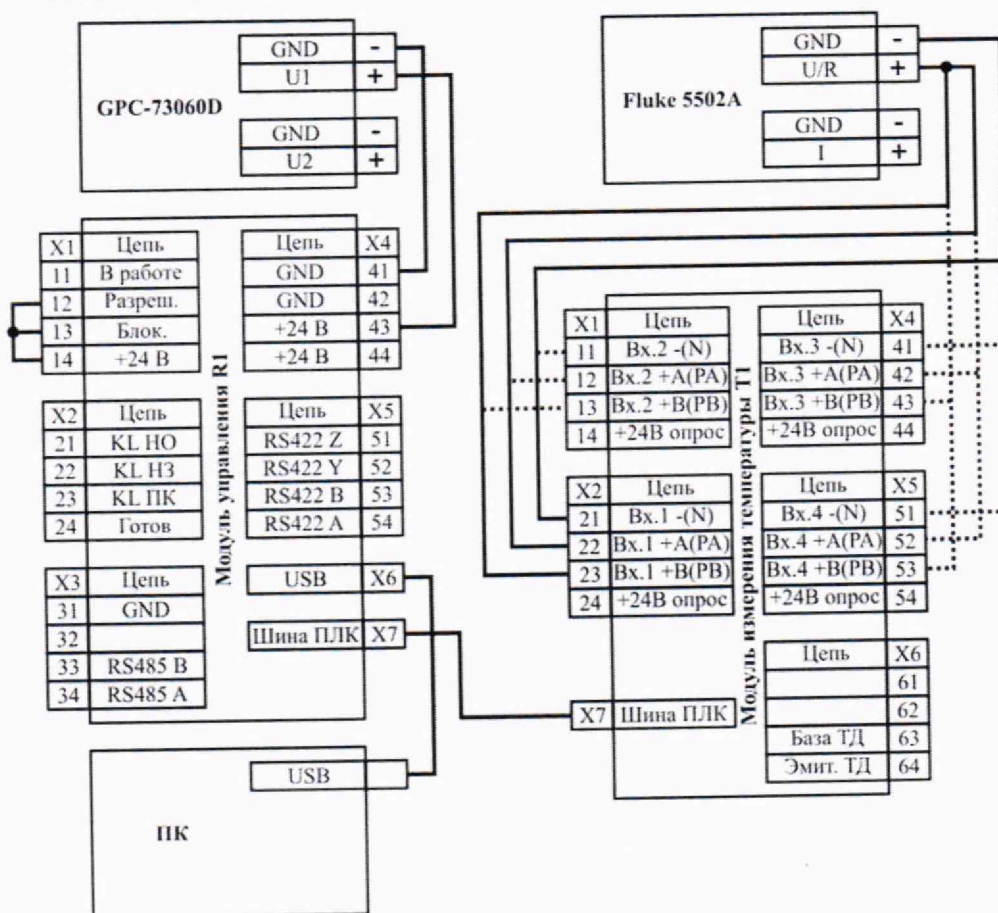 GPC-73060D
GND -
U1 +
GND -
U2 +
Fluke 5502A
GND -
U/R +
GND -
I +
Модуль управления R1
X1 Цепь
11 В работе
12 Разреш.
13 Блок.
14 +24 В
X2 Цепь
21 KL НО
22 KL НЗ
23 KL ПК
24 Готов
X3 Цепь
31 GND
32
33 RS485 B
34 RS485 A
Цепь X4
GND 41
GND 42
+24 В 43
+24 В 44
Цепь X5
RS422 Z 51
RS422 Y 52
RS422 B 53
RS422 A 54
USB X6
Шина ПЛК X7
Модуль измерения температуры T1
X1 Цепь
11 Вх.2 -(N)
12 Вх.2 +A(PA)
13 Вх.2 +B(PB)
14 +24В опрос
X2 Цепь
21 Вх.1 -(N)
22 Вх.1 +A(PA)
23 Вх.1 +B(PB)
24 +24В опрос
X7 Шина ПЛК
Цепь X4
Вх.3 -(N) 41
Вх.3 +A(PA) 42
Вх.3 +B(PB) 43
+24В опрос 44
Цепь X5
Вх.4 -(N) 51
Вх.4 +A(PA) 52
Вх.4 +B(PB) 53
+24В опрос 54
Цепь X6
61
62
База ТД 63
Эмит. ТД 64
USB
ПК